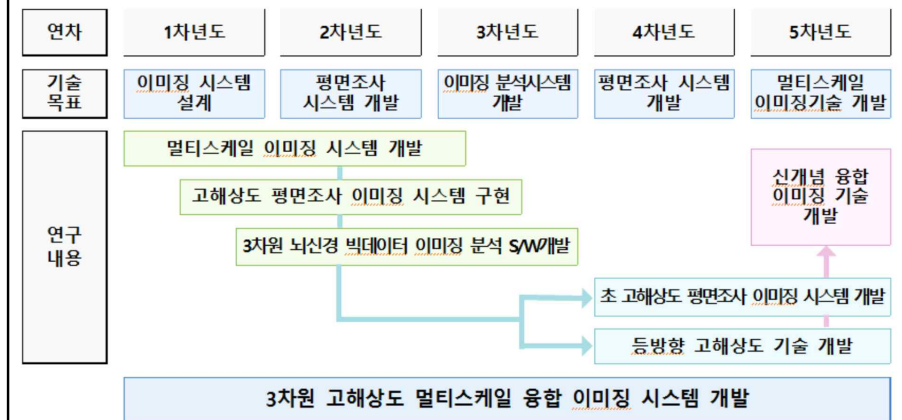 연차
1차년도
2차년도
3차년도
4차년도
5차년도
기술
목표
이미징 시스템
설계
평면조사
시스템 개발
이미징 분석시스템
개발
평면조사 시스템
개발
멀티스케일
이미징기술 개발
연구
내용
멀티스케일 이미징 시스템 개발
고해상도 평면조사 이미징 시스템 구현
3차원 뇌신경 빅데이터 이미징 분석 S/W개발
신개념 융합
이미징 기술
개발
초 고해상도 평면조사 이미징 시스템 개발
등방향 고해상도 기술 개발
3차원 고해상도 멀티스케일 융합 이미징 시스템 개발